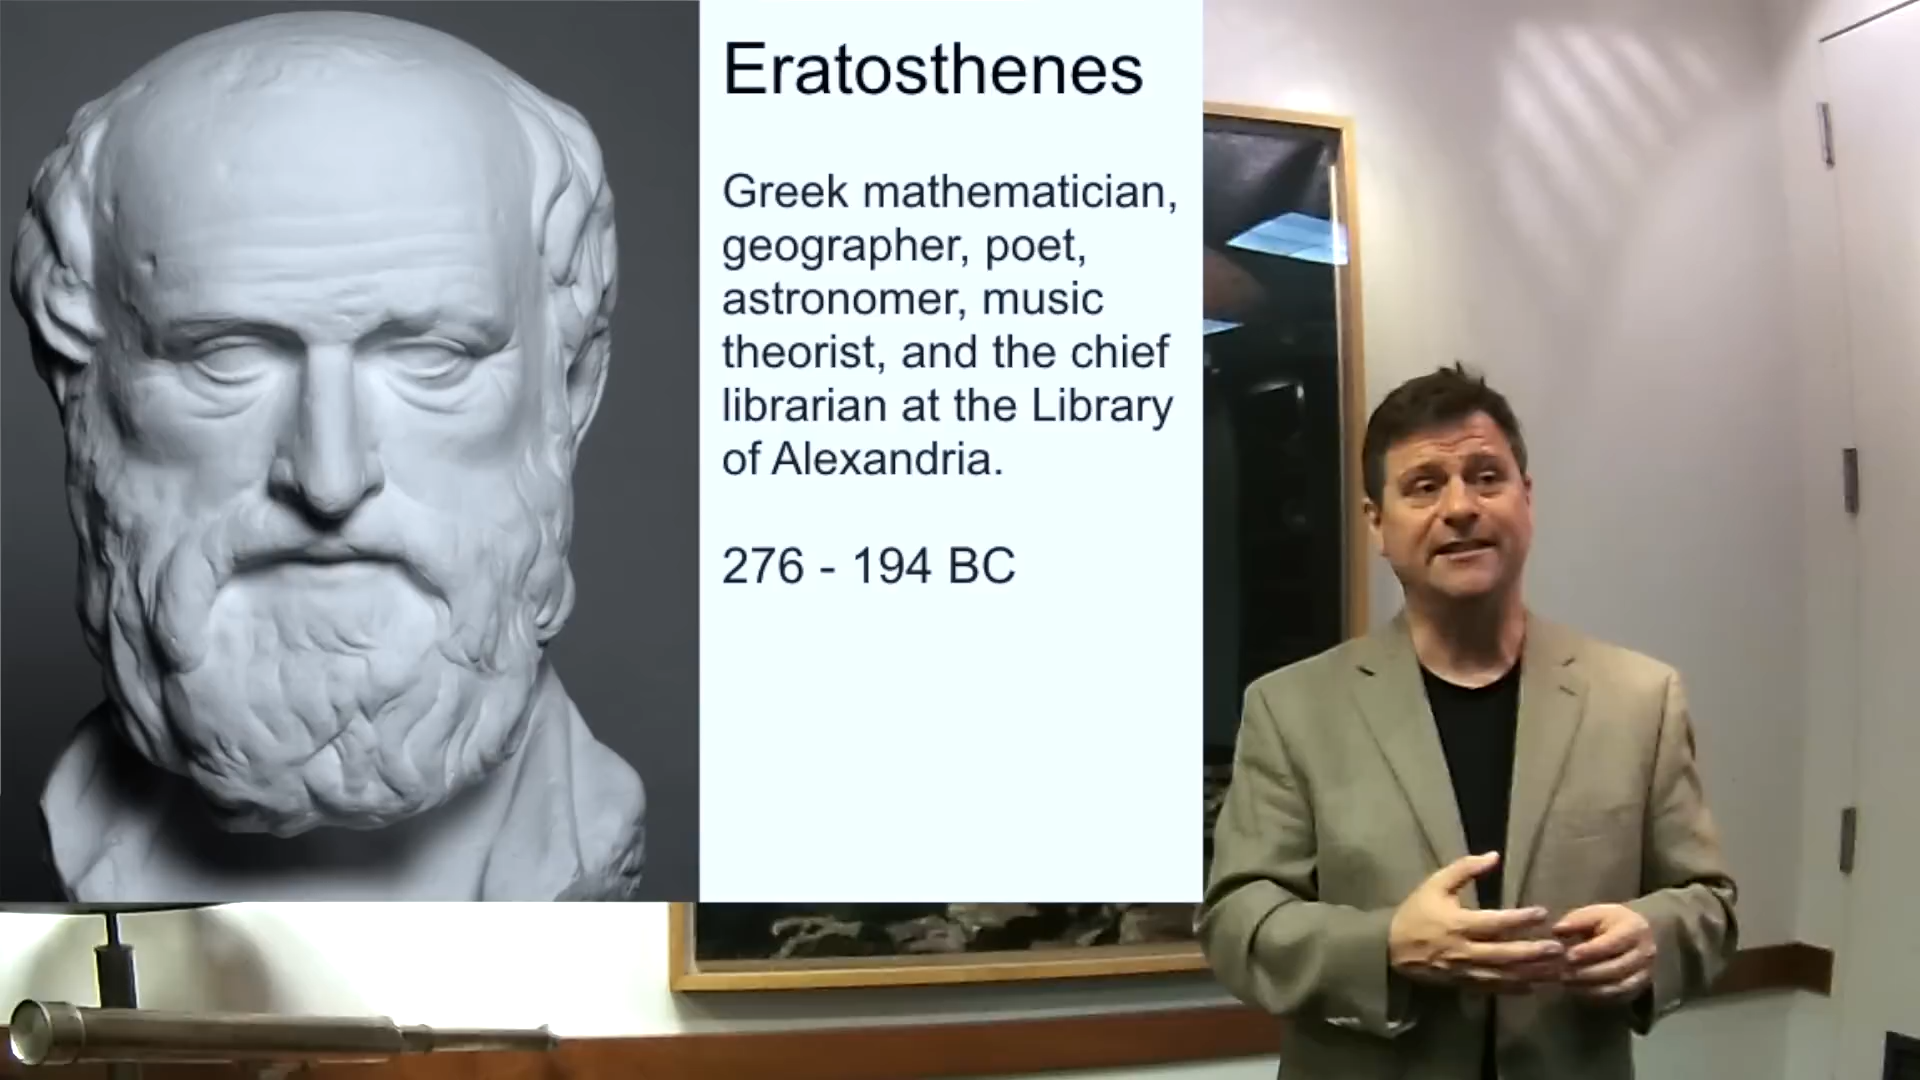 Eratosthenes
Greek mathematician,
geographer, poet,
astronomer, music
theorist, and the chief
librarian at the Library
of Alexandria.
276 - 194 BC